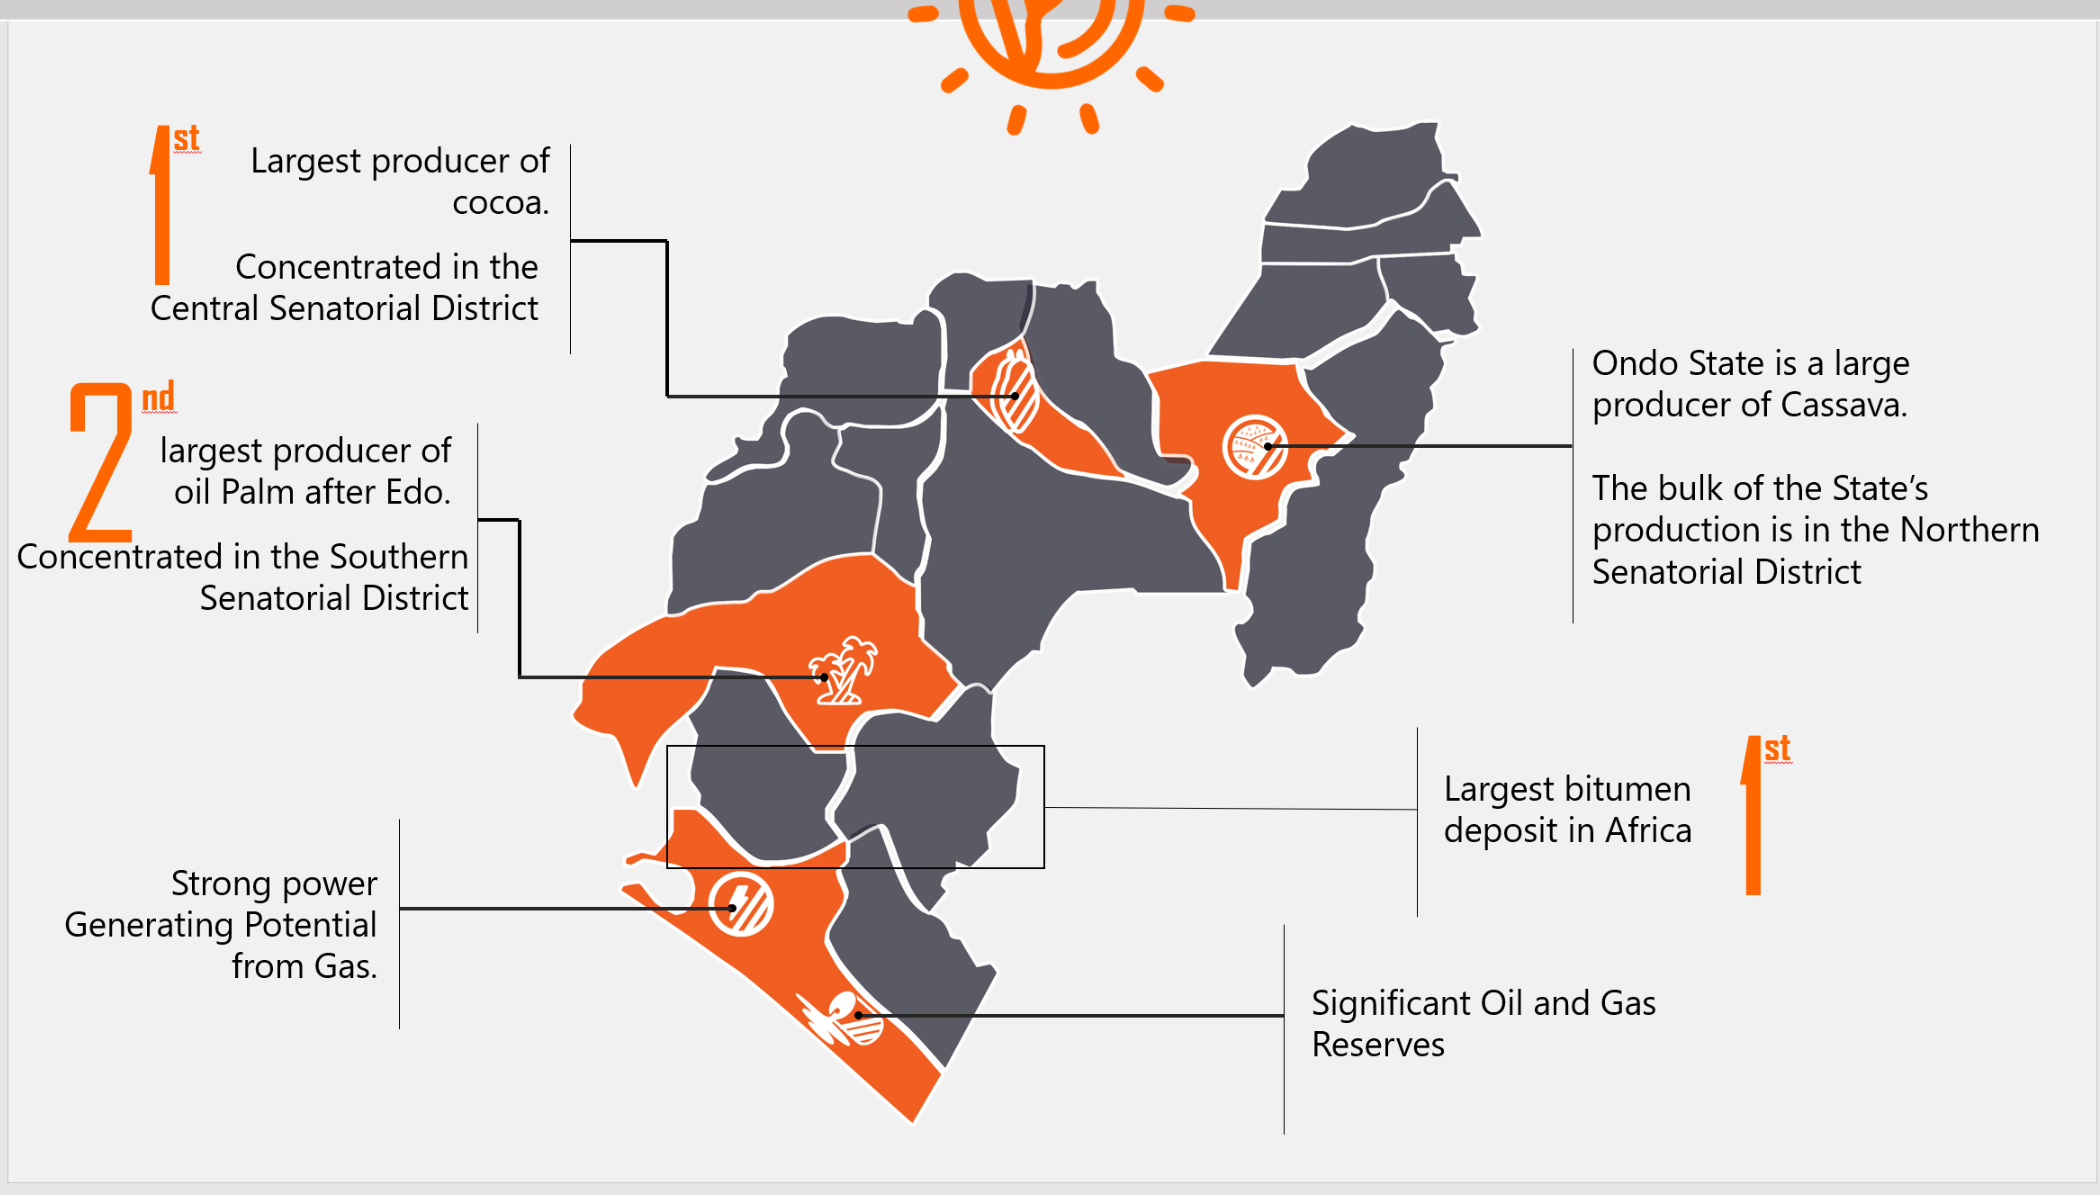 1st
Largest producer of
cocoa.
Concentrated in the
Central Senatorial District
2nd
largest producer of
oil Palm after Edo.
Concentrated in the Southern
Senatorial District
Strong power
Generating Potential
from Gas.
Ondo State is a large
producer of Cassava.
The bulk of the State’s
production is in the Northern
Senatorial District
Largest bitumen
deposit in Africa
1st
Significant Oil and Gas
Reserves